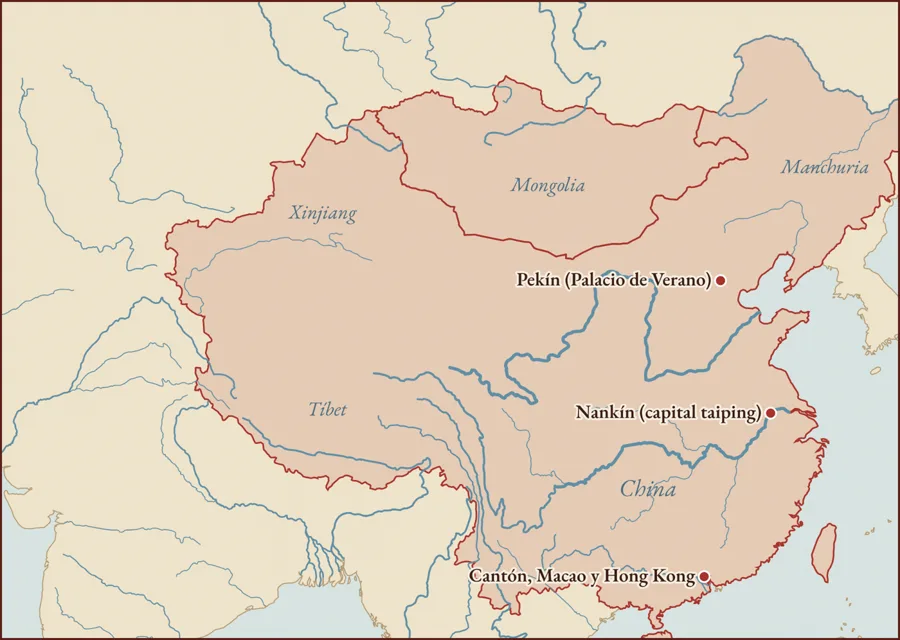 Manchuria
Mongolia
Xinjiang
Pekín (Palacio de Verano)
Tíbet
Nankín (capital taiping)
China
Cantón, Macao y Hong Kong